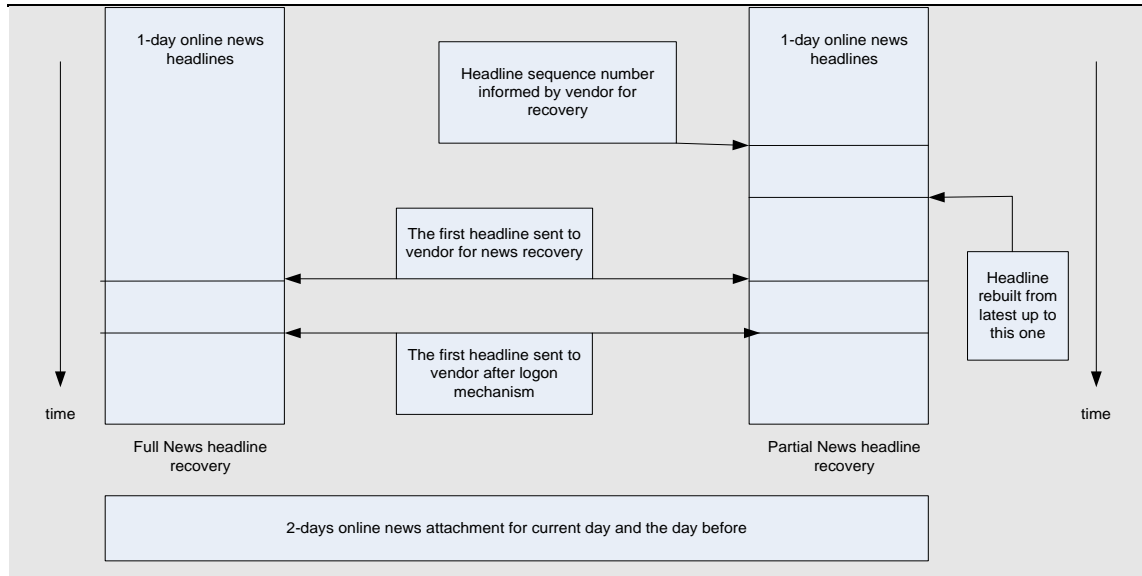 1-day online news
headlines
Headline sequence number
informed by vendor for
recovery
1-day online news
headlines
The first headline sent to
vendor for news recovery
Headline
rebuilt from
latest up to
this one
The first headline sent to
vendor after logon
mechanism
time
time
Full News headline
recovery
Partial News headline
recovery
2-days online news attachment for current day and the day before